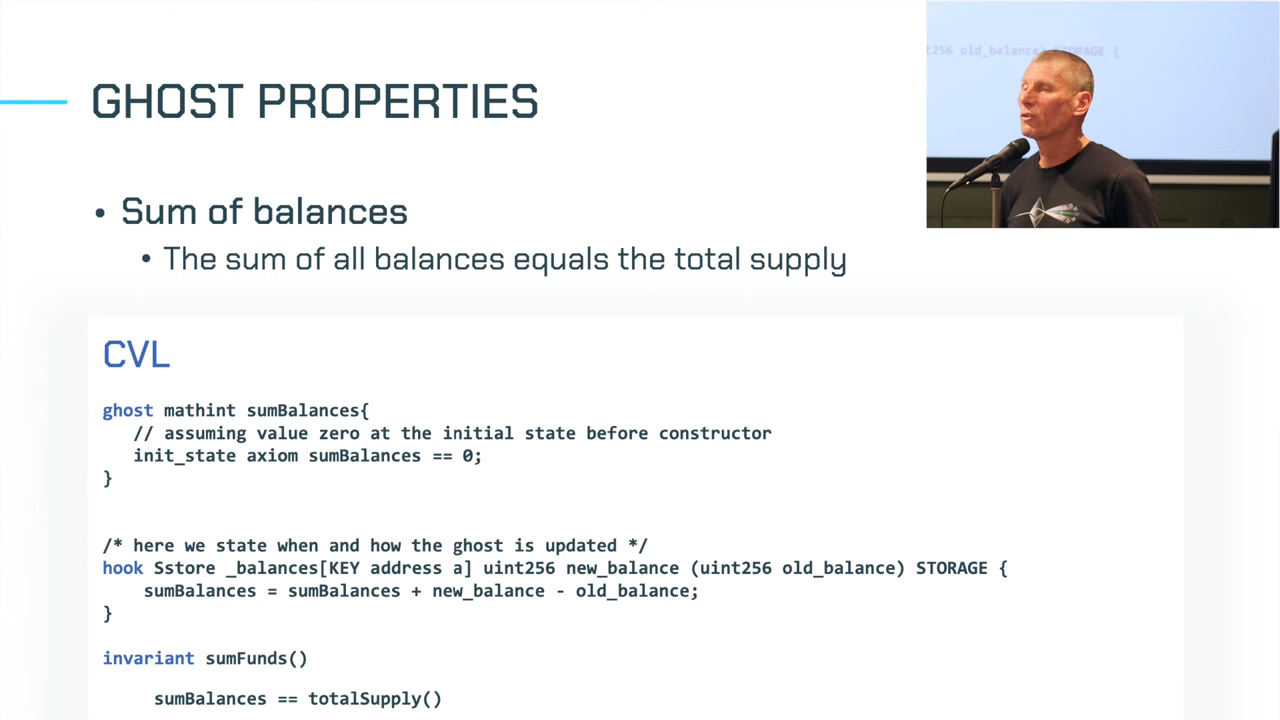 GHOST PROPERTIES
t256 old_balance) STORAGE {
• Sum of balances
• The sum of all balances equals the total supply
CVL
ghost mathint sumBalances{
// assuming value zero at the initial state before constructor
init_state axiom sumBalances == 0;
}
/* here we state when and how the ghost is updated */
hook Sstore _balances[KEY address a] uint256 new_balance (uint256 old_balance) STORAGE {
sumBalances = sumBalances + new_balance - old_balance;
}
invariant sumFunds()
sumBalances == totalSupply()